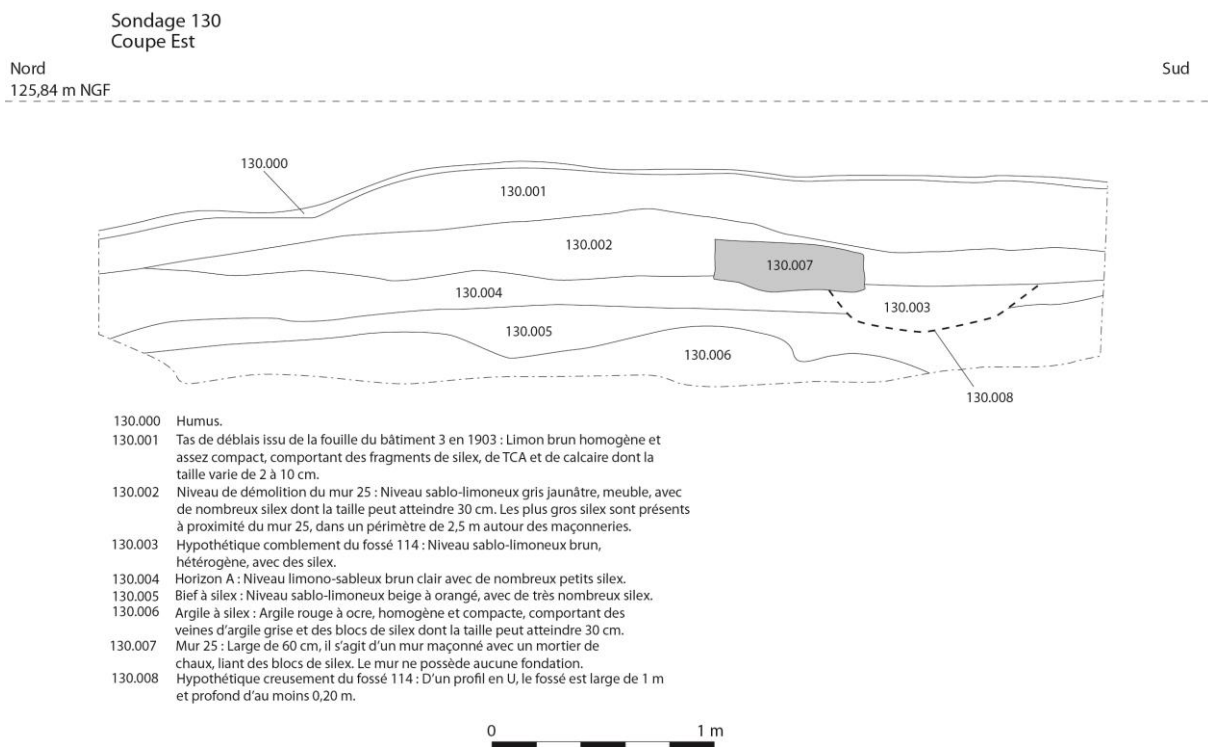 Sondage 130
Coupe Est
Nord
Sud
125,84 m NGF
130.000
130.001
130.002
130.007
130.004
130.003
130.005
130.006
130.008
130.000 Humus.
130.001 Tas de déblais issu de la fouille du bâtiment 3 en 1903 : Limon brun homogène et
assez compact, comportant des fragments de silex, de TCA et de calcaire dont la
taille varie de 2 à 10 cm.
130.002 Niveau de démolition du mur 25 : Niveau sablo-limoneux gris jaunâtre, meuble, avec
de nombreux silex dont la taille peut atteindre 30 cm. Les plus gros silex sont présents
à proximité du mur 25, dans un périmètre de 2,5 m autour des maçonneries.
130.003 Hypothétique comblement du fossé 114 : Niveau sablo-limoneux brun,
hétérogène, avec des silex.
130.004 Horizon A : Niveau limono-sableux brun clair avec de nombreux petits silex.
130.005 Bief à silex : Niveau sablo-limoneux beige à orangé, avec de très nombreux silex.
130.006 Argile à silex : Argile rouge à ocre, homogène et compacte, comportant des
veines d'argile grise et des blocs de silex dont la taille peut atteindre 30 cm.
130.007 Mur 25 : Large de 60 cm, il s'agit d'un mur maçonné avec un mortier de
chaux, liant des blocs de silex. Le mur ne possède aucune fondation.
130.008 Hypothétique creusement du fossé 114 : D'un profil en U, le fossé est large de 1 m
et profond d'au moins 0,20 m.
0 1 m